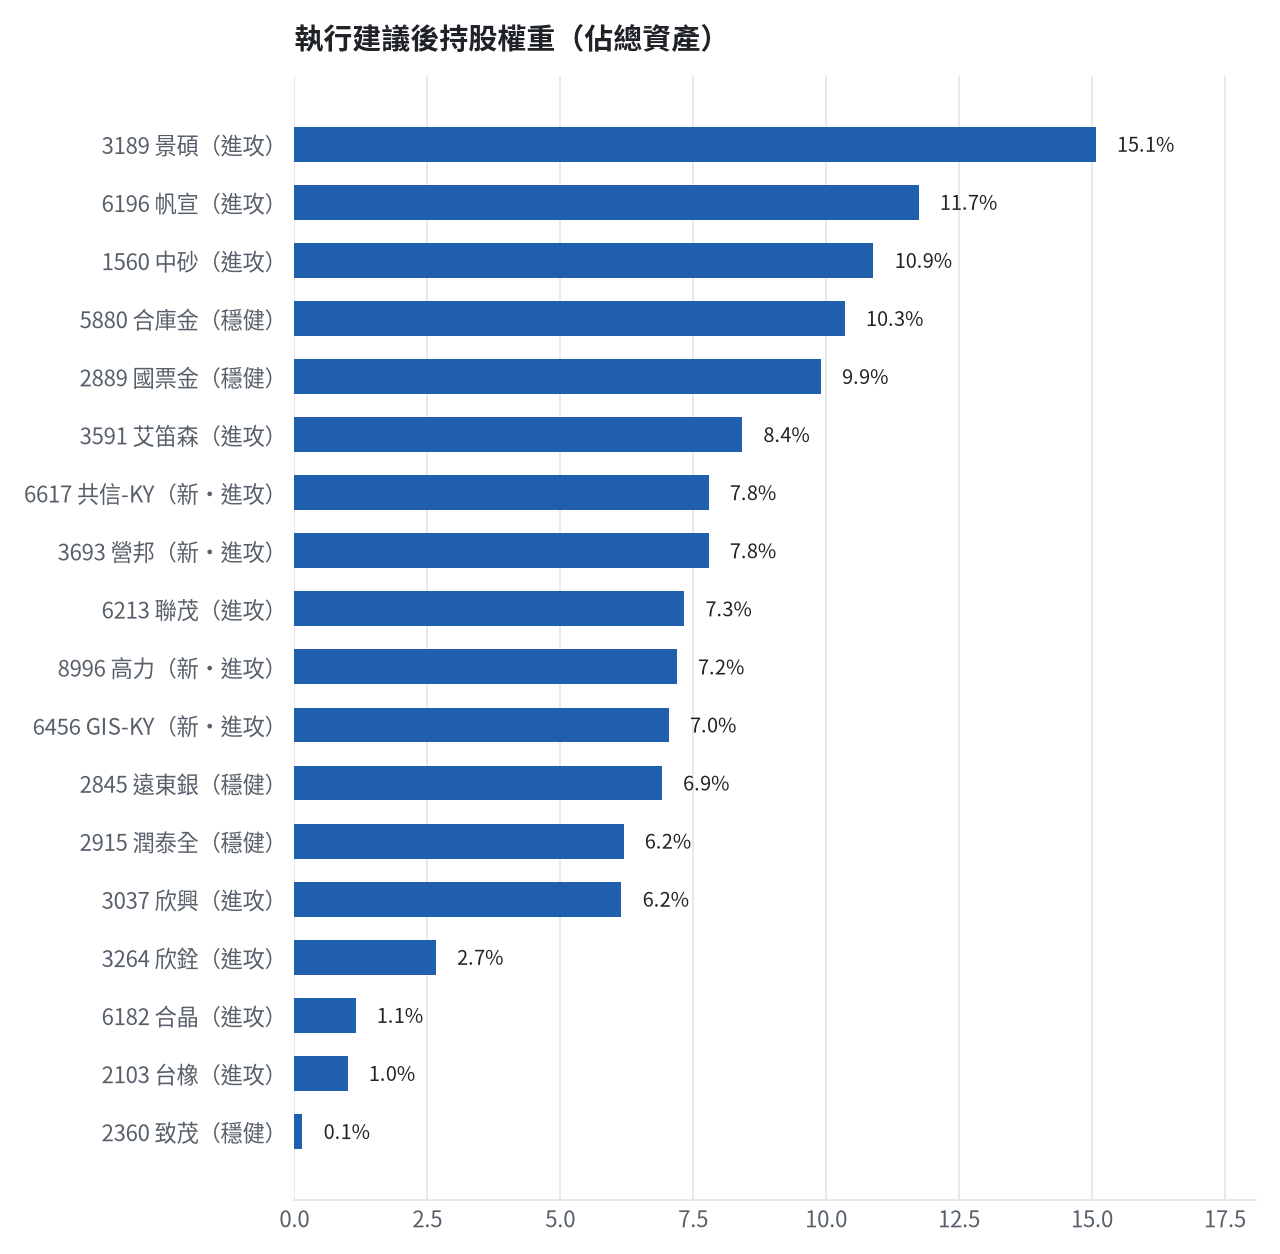 執行建議後持股權重（佔總資產）
3189 景碩（進攻） 15.1%
6196 帆宣（進攻） 11.7%
1560 中砂（進攻） 10.9%
5880 合庫金（穩健） 10.3%
2889 國票金（穩健） 9.9%
3591 艾笛森（進攻） 8.4%
6617 共信-KY（新・進攻） 7.8%
3693 營邦（新・進攻） 7.8%
6213 聯茂（進攻） 7.3%
8996 高力（新・進攻） 7.2%
6456 GIS-KY（新・進攻） 7.0%
2845 遠東銀（穩健） 6.9%
2915 潤泰全（穩健） 6.2%
3037 欣興（進攻） 6.2%
3264 欣銓（進攻） 2.7%
6182 合晶（進攻） 1.1%
2103 台橡（進攻） 1.0%
2360 致茂（穩健） 0.1%
0.0 2.5 5.0 7.5 10.0 12.5 15.0 17.5